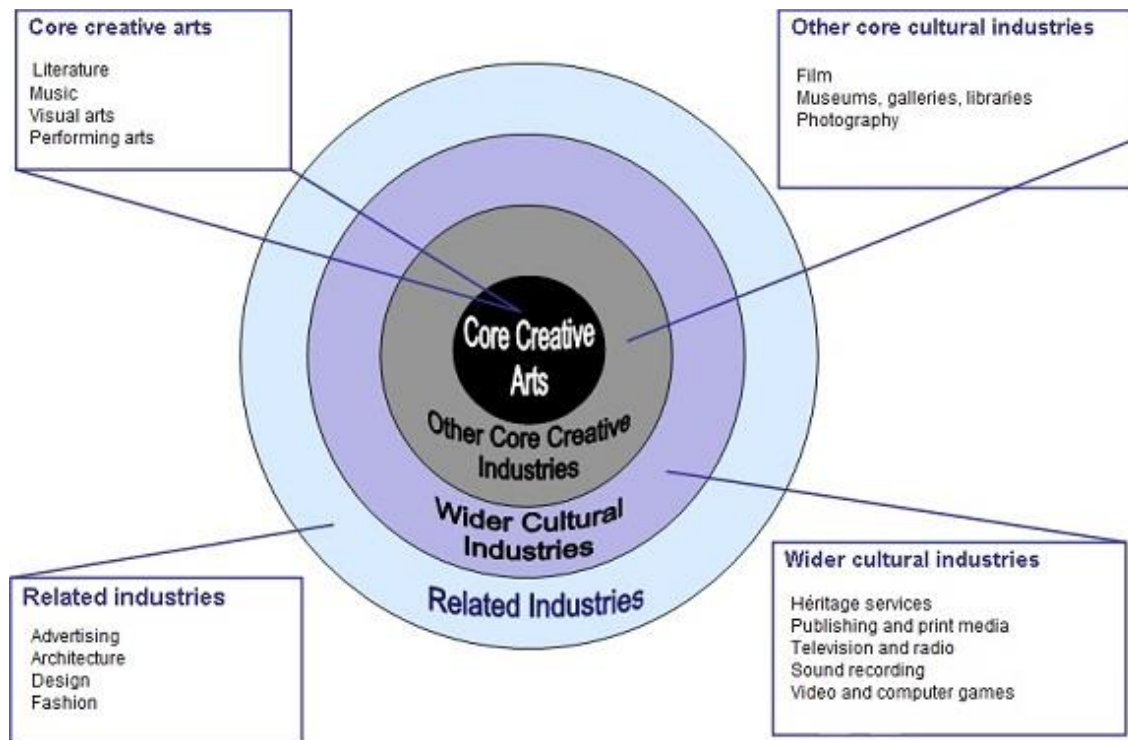 Core creative arts
Literature
Music
Visual arts
Performing arts
Other core cultural industries
Film
Museums, galleries, libraries
Photography
Core Creative
Arts
Other Core Creative
Industries
Wider Cultural
Industries
Related Industries
Related industries
Advertising
Architecture
Design
Fashion
Wider cultural industries
Héritage services
Publishing and print media
Television and radio
Sound recording
Video and computer games